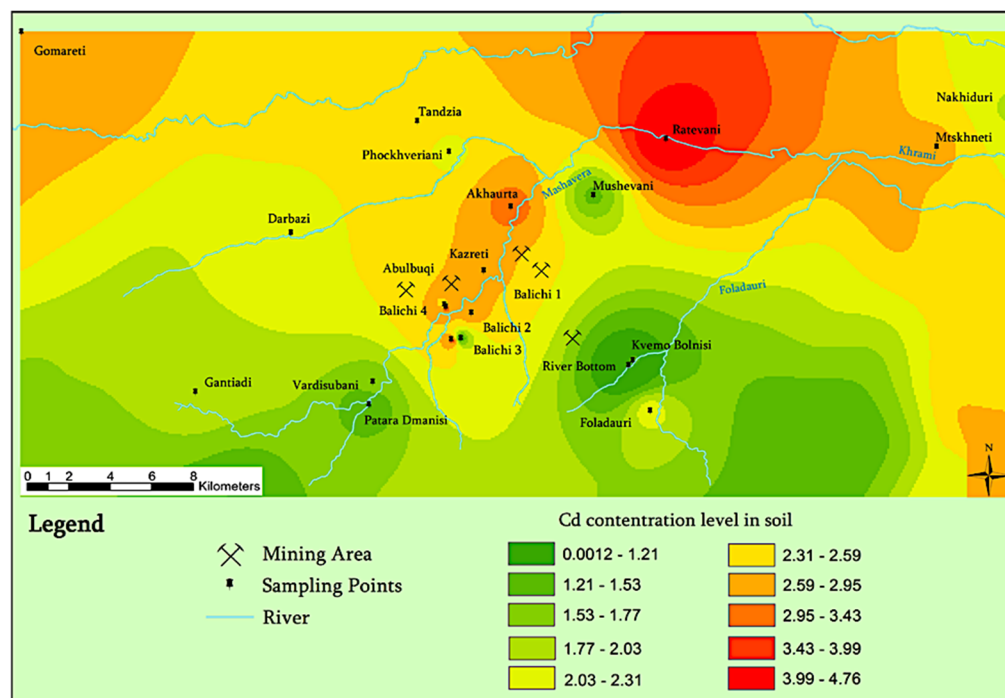 Gomareti
Nakhiduri
Tandzia
Ratevani
Mtskhneti
Phockhveriani
Khrami
Mashavera
Mushevani
Akhaurta
Darbazi
Kazreti
Abulbuqi
Foladauri
Balichi 1
Balichi 4
Balichi 2
Balichi 3
Kvemo Bolnisi
River Bottom
Gantiadi
Vardisubani
Patara Dmanisi
Foladauri
N
0 1 2 4 6 8
Kilometers
Legend
Mining Area
Sampling Points
River
Cd contentration level in soil
0.0012 - 1.21
1.21 - 1.53
1.53 - 1.77
1.77 - 2.03
2.03 - 2.31
2.31 - 2.59
2.59 - 2.95
2.95 - 3.43
3.43 - 3.99
3.99 - 4.76